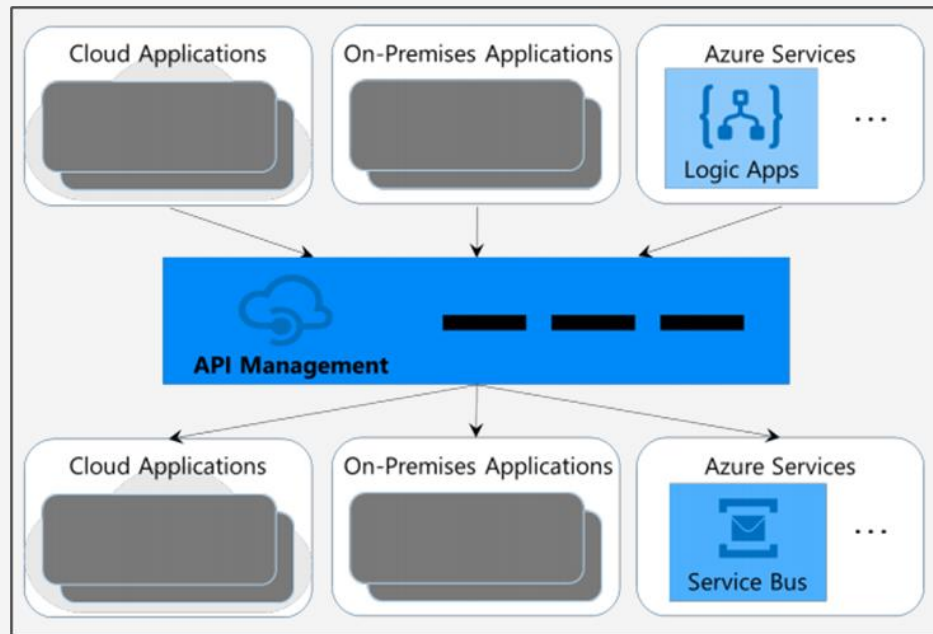 Cloud Applications
On-Premises Applications
Azure Services
Logic Apps
...
API Management
Cloud Applications
On-Premises Applications
Azure Services
Service Bus
...